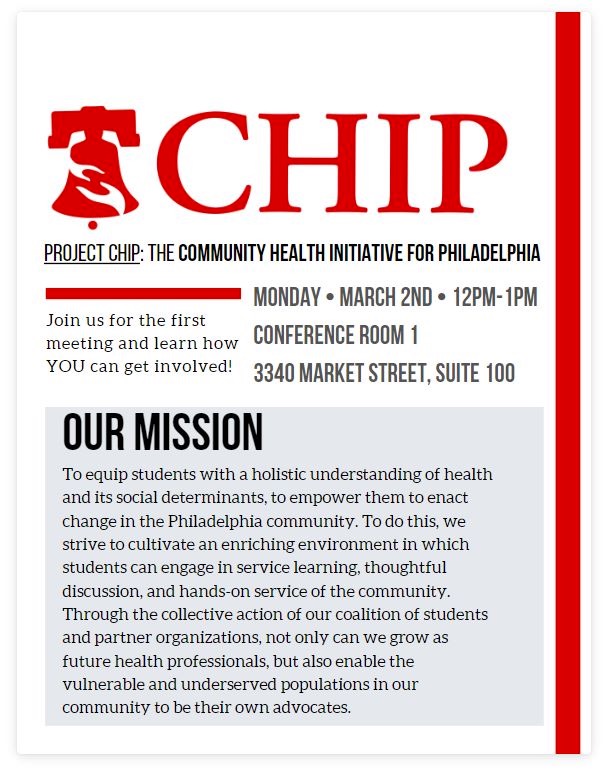 CHIP
PROJECT CHIP: THE COMMUNITY HEALTH INITIATIVE FOR PHILADELPHIA
Join us for the first
meeting and learn how
YOU can get involved!
MONDAY • MARCH 2ND • 12PM-1PM
CONFERENCE ROOM 1
3340 MARKET STREET, SUITE 100
OUR MISSION
To equip students with a holistic understanding of health
and its social determinants, to empower them to enact
change in the Philadelphia community. To do this, we
strive to cultivate an enriching environment in which
students can engage in service learning, thoughtful
discussion, and hands-on service of the community.
Through the collective action of our coalition of students
and partner organizations, not only can we grow as
future health professionals, but also enable the
vulnerable and underserved populations in our
community to be their own advocates.